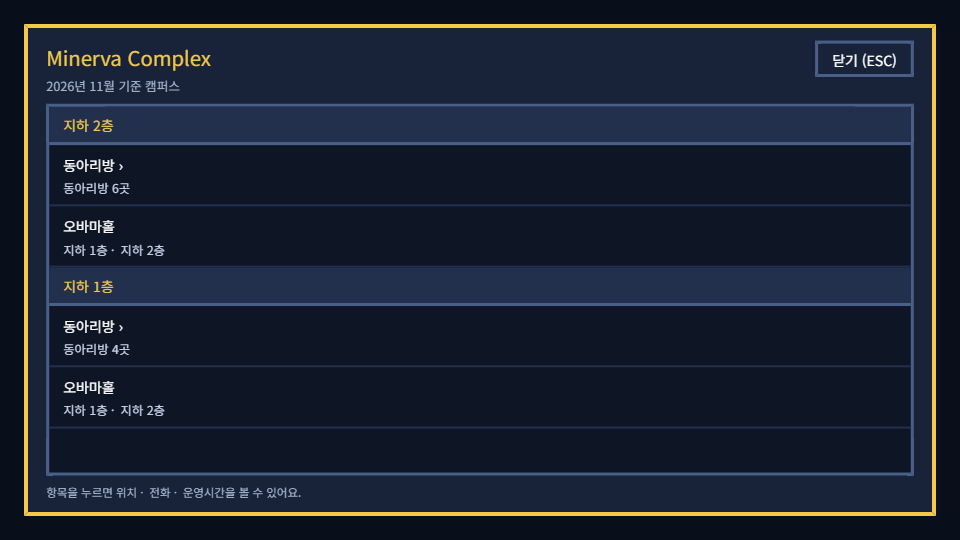 Minerva Complex
닫기 (ESC)
2026년 11월 기준 캠퍼스
지하 2층
동아리방 ›
동아리방 6곳
오바마홀
지하 1층 · 지하 2층
지하 1층
동아리방 ›
동아리방 4곳
오바마홀
지하 1층 · 지하 2층
항목을 누르면 위치 · 전화 · 운영시간을 볼 수 있어요.